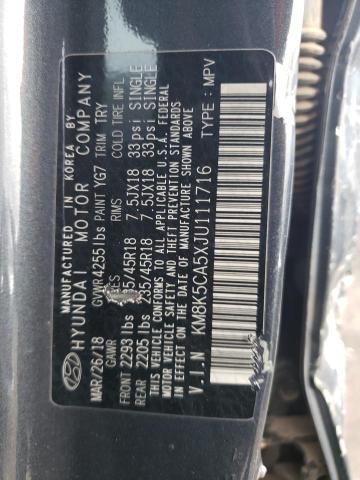 MANUFACTURED IN KOREA BY
HYUNDAI MOTOR COMPANY
MAR/26/18 GVWR4255 lbs PAINT YG7 TRIM TRY
GAWR RIMS COLD TIRE INFL.
FRONT 2293 lbs 235/45R18 7.5JX18 33psi SINGLE
REAR 2205 lbs 235/45R18 7.5JX18 33psi SINGLE
THIS VEHICLE CONFORMS TO ALL APPLICABLE U.S.A. FEDERAL
MOTOR VEHICLE SAFETY, BUMPER AND THEFT PREVENTION STANDARDS
IN EFFECT ON THE DATE OF MANUFACTURE SHOWN ABOVE.
V.I.N KM8K5CA5XJU111716 TYPE: MPV